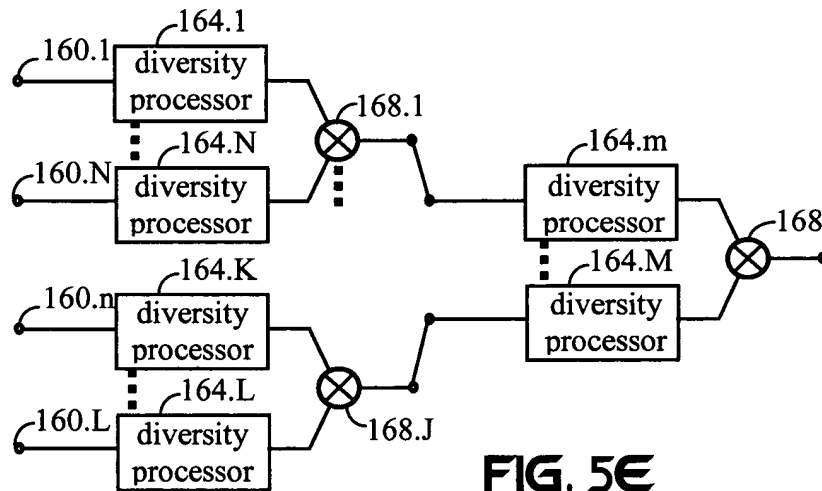 164.1
160.1
diversity
processor
168.1
164.N
160.N
diversity
processor
164.m
diversity
processor
168
164.K
160.n
diversity
processor
164.M
diversity
processor
164.L
160.L
diversity
processor
168.J
FIG. 5E